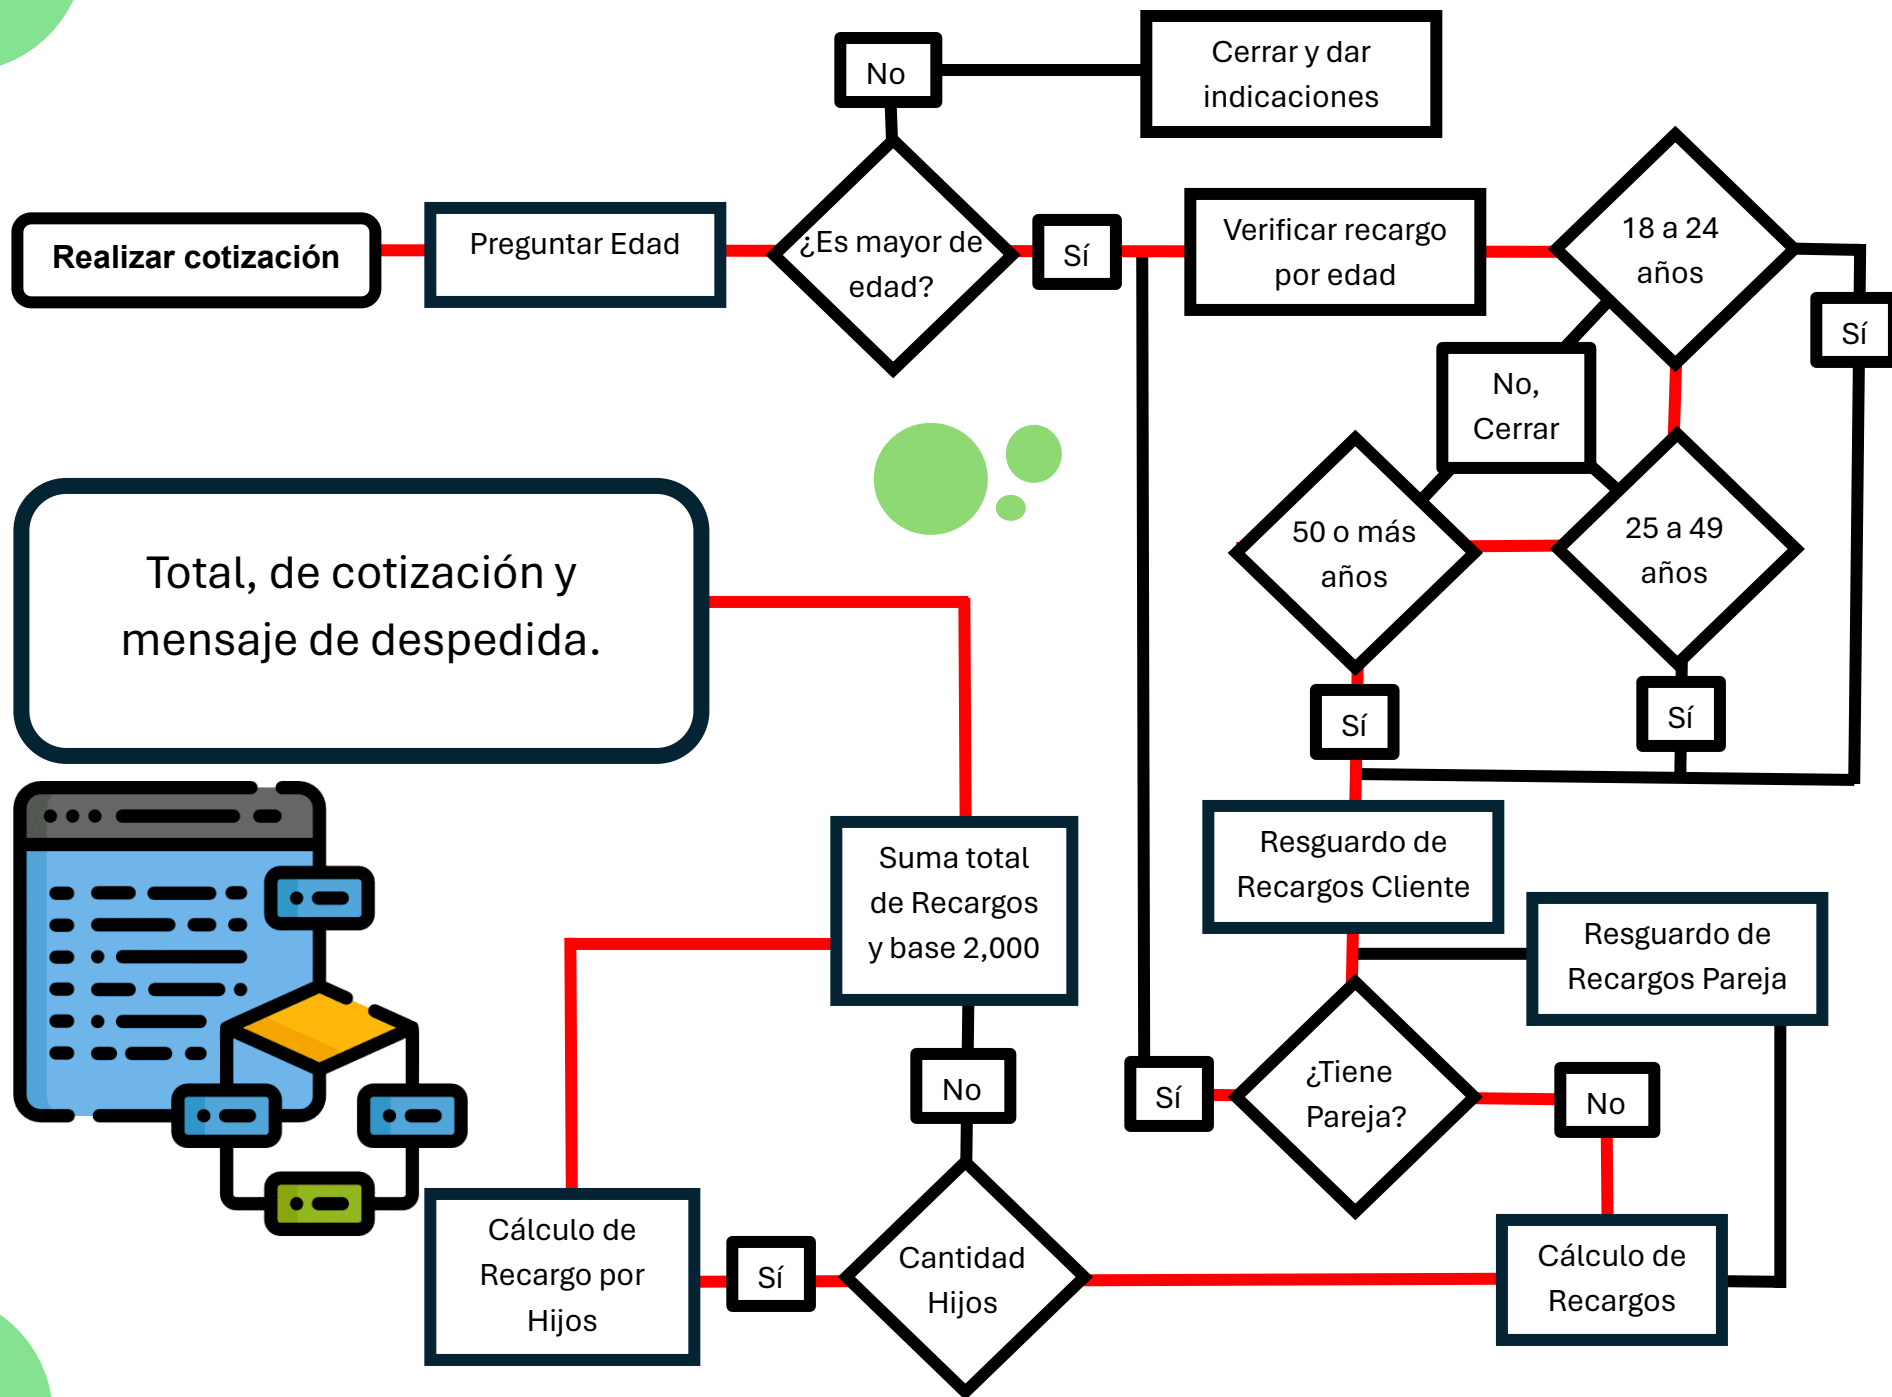 No
Cerrar y dar
indicaciones
Realizar cotización
Preguntar Edad
¿Es mayor de
edad?
Sí
Verificar recargo
por edad
18 a 24
años
Sí
No,
Cerrar
50 o más
años
25 a 49
años
Sí
Sí
Total, de cotización y
mensaje de despedida.
Suma total
de Recargos
y base 2,000
Resguardo de
Recargos Cliente
Resguardo de
Recargos Pareja
No
Sí
¿Tiene
Pareja?
No
Cálculo de
Recargo por
Hijos
Sí
Cantidad
Hijos
Cálculo de
Recargos